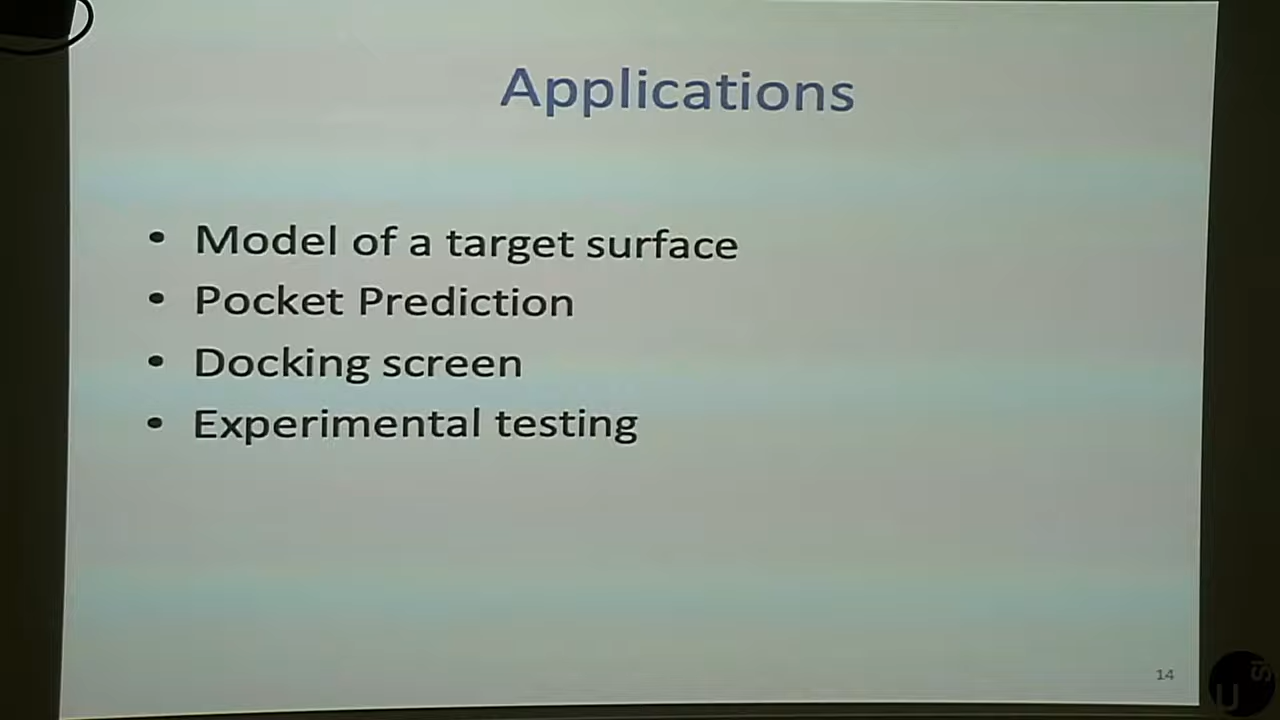 Applications
• Model of a target surface
• Pocket Prediction
• Docking screen
• Experimental testing
14